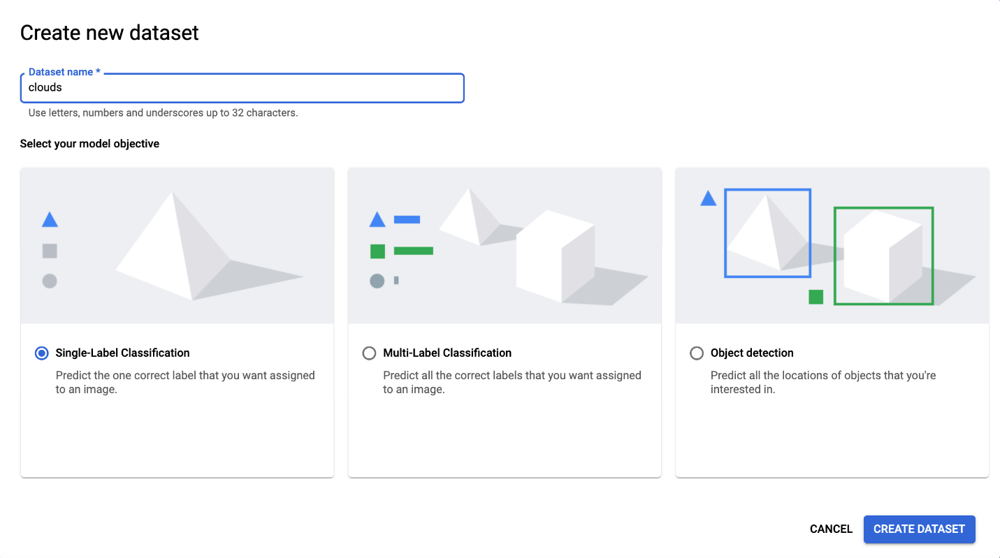 Create new dataset
Dataset name *
clouds
Use letters, numbers and underscores up to 32 characters.
Select your model objective
Single-Label Classification
Predict the one correct label that you want assigned
to an image.
Multi-Label Classification
Predict all the correct labels that you want assigned
to an image.
Object detection
Predict all the locations of objects that you're
interested in.
CANCEL
CREATE DATASET